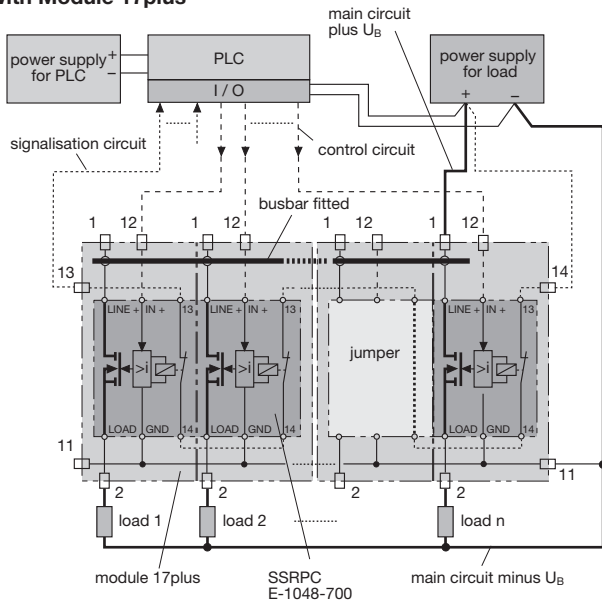 with Module 17plus
main circuit
plus UB
power supply
for PLC
+
–
PLC
I / O
power supply
for load
+ –
signalisation circuit
control circuit
busbar fitted
1 12 1 12 1 12 1 12
13
14
LINE + IN + 13
LINE + IN + 13
LINE + IN + 13
>i
>i
jumper
>i
LOAD GND 14
LOAD GND 14
LOAD GND 14
11
11
2 2 2 2
load 1
load 2
load n
module 17plus
SSRPC
E-1048-700
main circuit minus UB